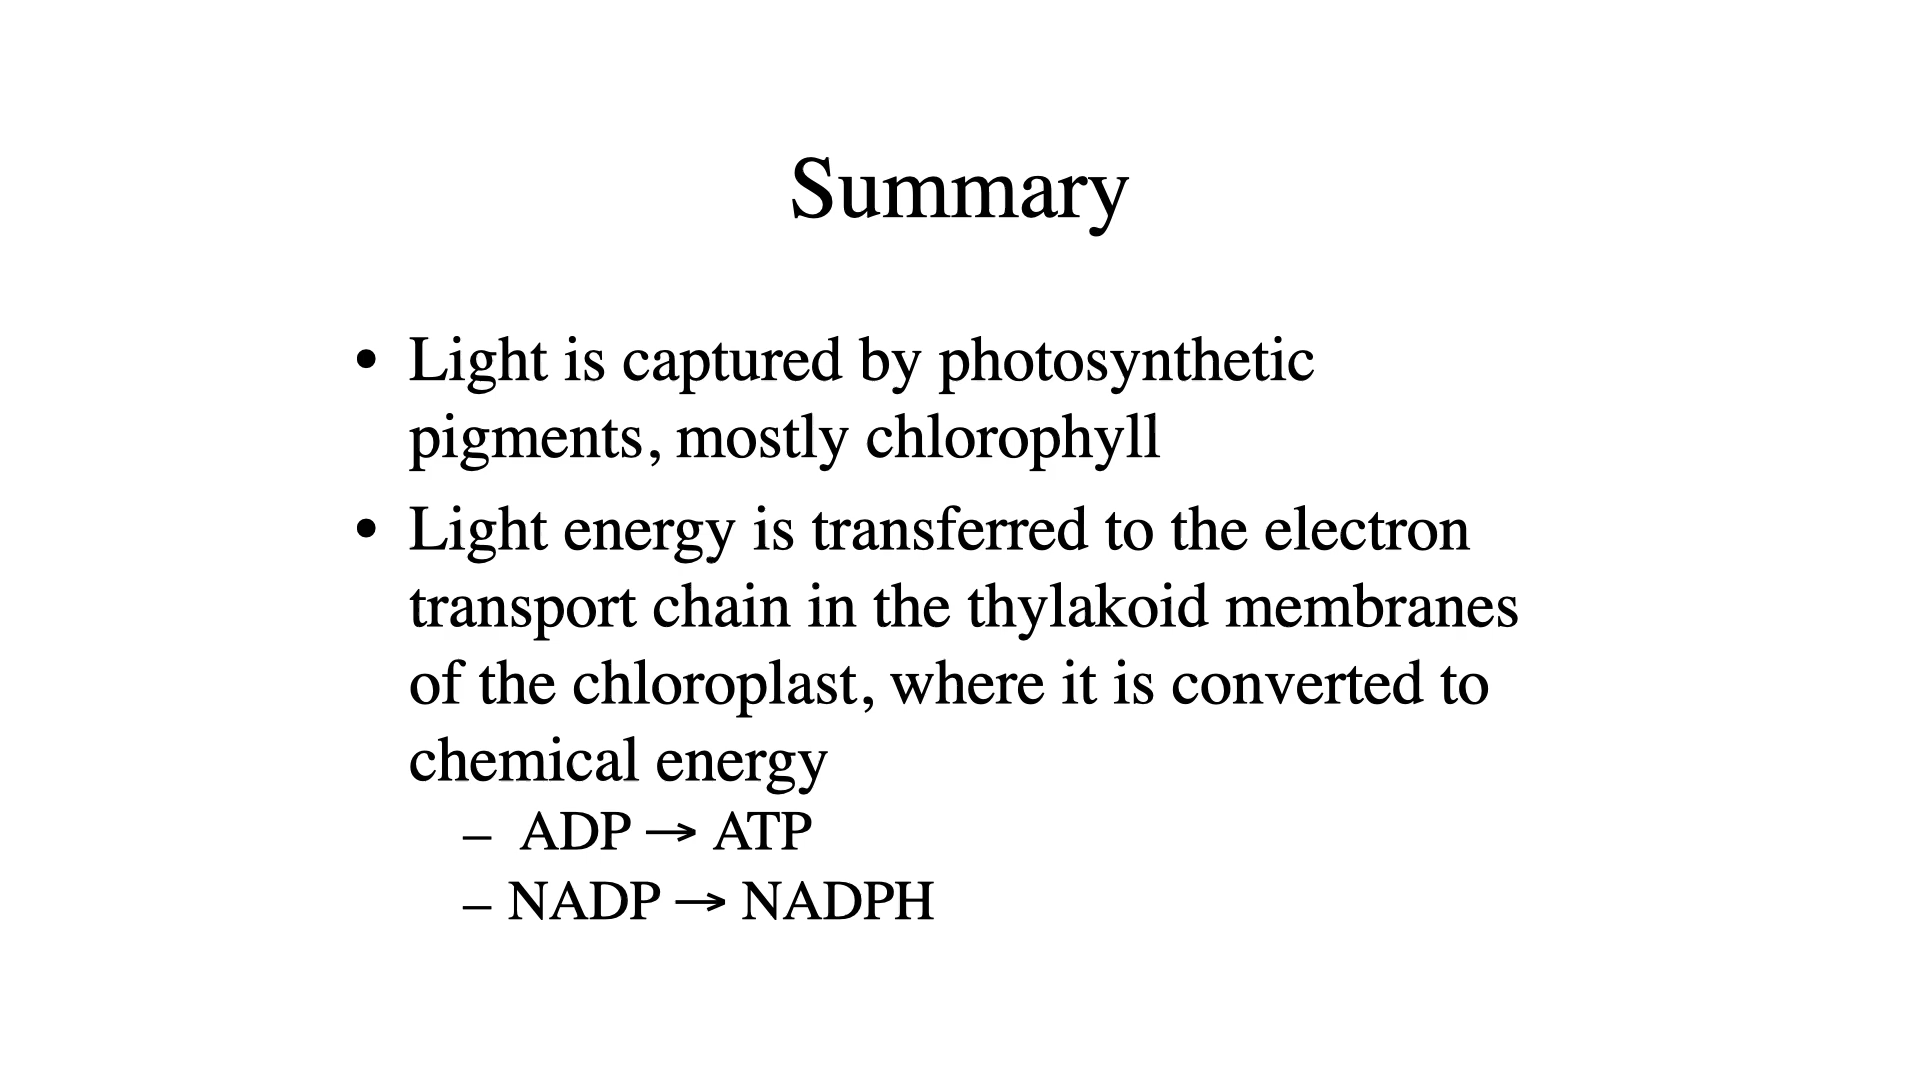 Summary
• Light is captured by photosynthetic
pigments, mostly chlorophyll
• Light energy is transferred to the electron
transport chain in the thylakoid membranes
of the chloroplast, where it is converted to
chemical energy
– ADP → ATP
– NADP → NADPH